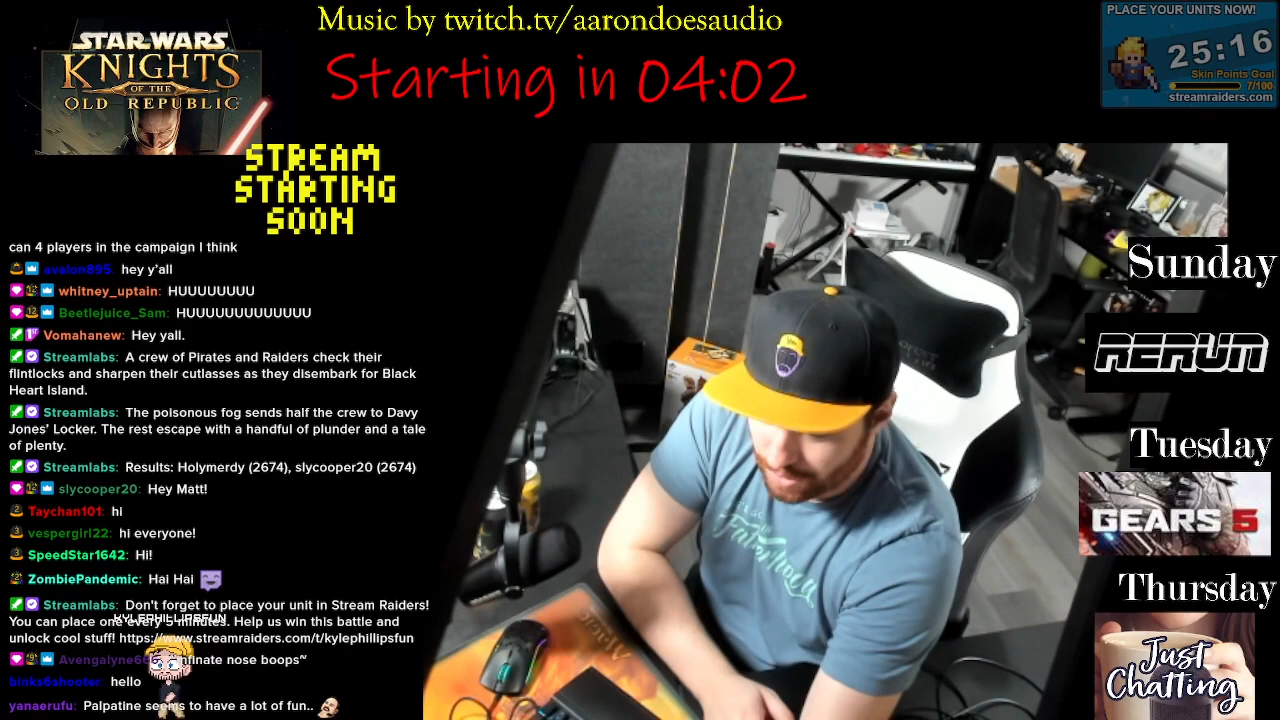 Music by twitch.tv/aarondoesaudio
Starting in 04:02
PLACE YOUR UNITS NOW!
25:16
Skin Points Goal
7/100
streamraiders.com
STAR WARS
KNIGHTS
OF THE
OLD REPUBLIC
STREAM
STARTING
SOON
can 4 players in the campaign I think
avalon895: hey y'all
whitney_uptain: HUUUUUUUU
Beetlejuice_Sam: HUUUUUUUUUUUUU
Vomahanew: Hey yall.
Streamlabs: A crew of Pirates and Raiders check their
flintlocks and sharpen their cutlasses as they disembark for Black
Heart Island.
Streamlabs: The poisonous fog sends half the crew to Davy
Jones' Locker. The rest escape with a handful of plunder and a tale
of plenty.
Streamlabs: Results: Holymerdy (2674), slycooper20 (2674)
slycooper20: Hey Matt!
Taychan101: hi
vespergirl22: hi everyone!
SpeedStar1642: Hi!
ZombiePandemic: Hai Hai
Streamlabs: Don't forget to place your unit in Stream Raiders!
KYLEPHILLIPSFUN
You can place one every 5 minutes. Help us win this battle and
unlock cool stuff! https://www.streamraiders.com/t/kylephillipsfun
nose boops~
binks6shooter: hello
yanaerufu: Palpatine seems to have a lot of fun..
Sunday
RERUN
Tuesday
GEARS 5
Thursday
Just
Chatting